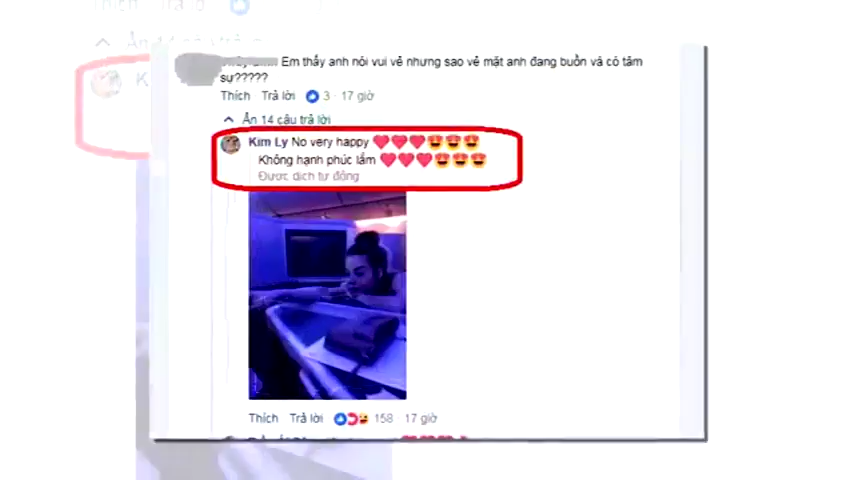 Em thấy anh nói vui vẻ nhưng sao vẻ mặt anh đang buồn và có tâm
sự?????
Thích Trả lời 3 · 17 giờ
Ẩn 14 câu trả lời
Kim Ly No very happy ❤❤❤😍😍😍
Không hạnh phúc lắm ❤❤❤😍😍😍
Được dịch tự động
Thích Trả lời 158 · 17 giờ